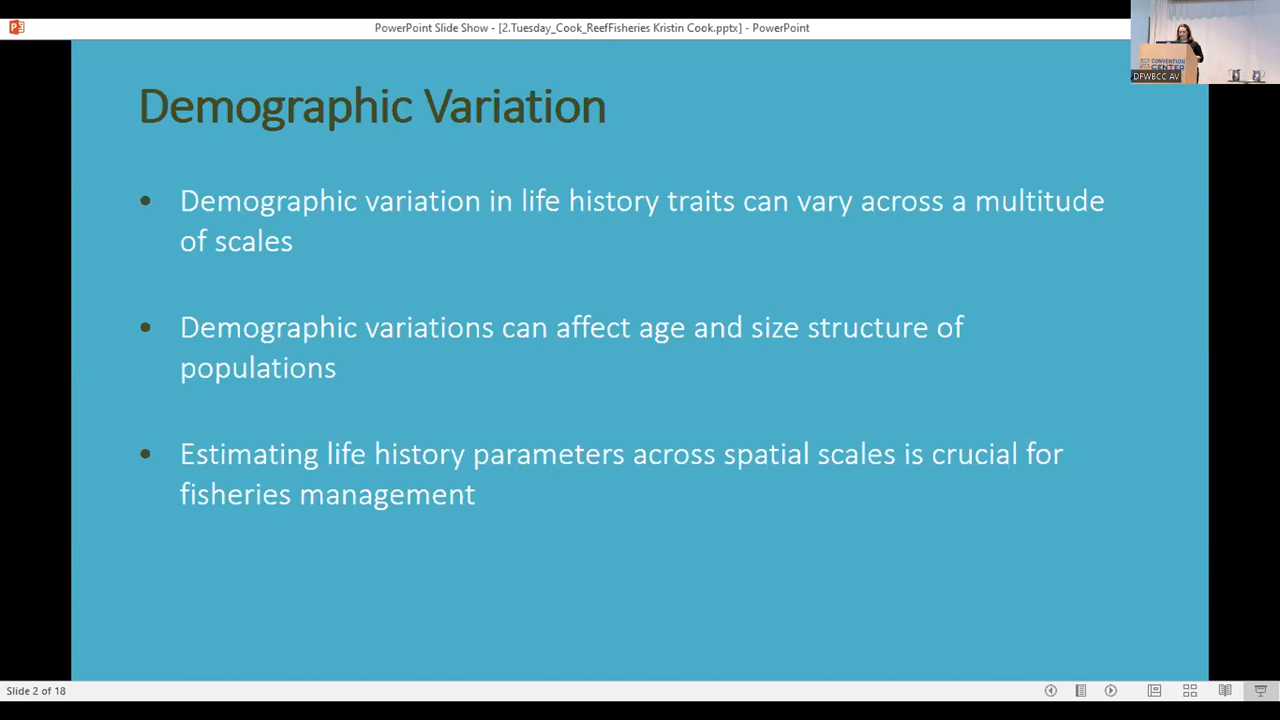 PowerPoint Slide Show - [2.Tuesday_Cook_ReefFisheries Kristin Cook.pptx] - PowerPoint
CONVENTION
CENTER
DFWBCC AV
Demographic Variation
• Demographic variation in life history traits can vary across a multitude
of scales
• Demographic variations can affect age and size structure of
populations
• Estimating life history parameters across spatial scales is crucial for
fisheries management
Slide 2 of 18